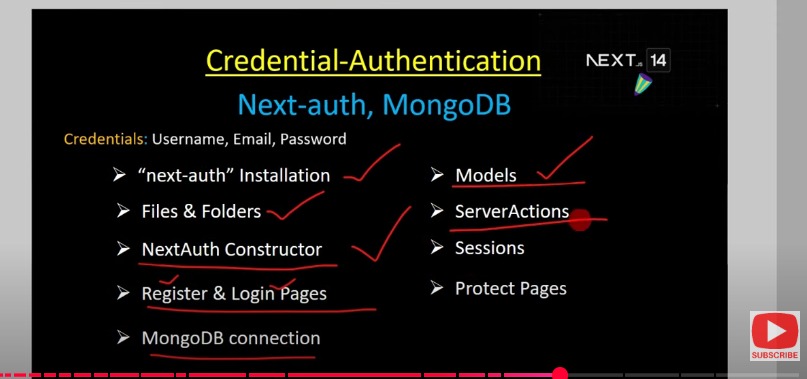 Credential-Authentication
NEXT.JS 14
Next-auth, MongoDB
Credentials: Username, Email, Password
➢ “next-auth” Installation
➢ Files & Folders
➢ NextAuth Constructor
➢ Register & Login Pages
➢ MongoDB connection
➢ Models
➢ ServerActions
➢ Sessions
➢ Protect Pages
SUBSCRIBE